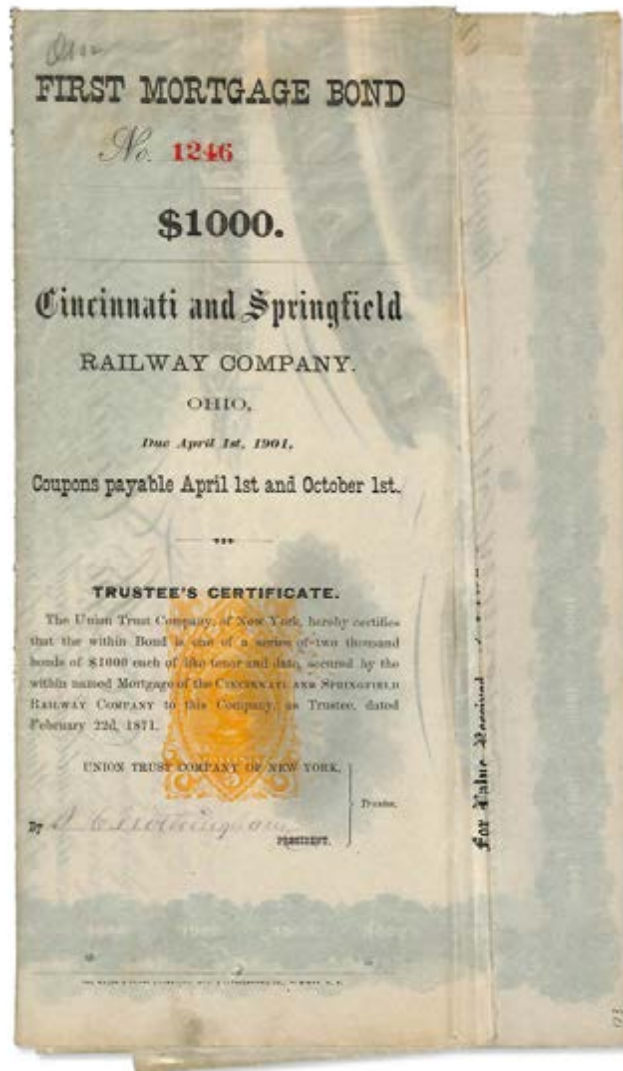 FIRST MORTGAGE BOND
No. 1246
$1000.
Cincinnati and Springfield
RAILWAY COMPANY.
OHIO,
Due April 1st, 1901,
Coupons payable April 1st and October 1st.
TRUSTEE'S CERTIFICATE.
The Union Trust Company, of New York, hereby certifies
that the within Bond is one of a series of two thousand
bonds of $1000 each of like tenor and date, secured by the
within named Mortgage of the CINCINNATI AND SPRINGFIELD
RAILWAY COMPANY to this Company, as Trustee, dated
February 22d, 1871.
UNION TRUST COMPANY OF NEW YORK,
Trustee.
By
PRESIDENT.
For Value Received